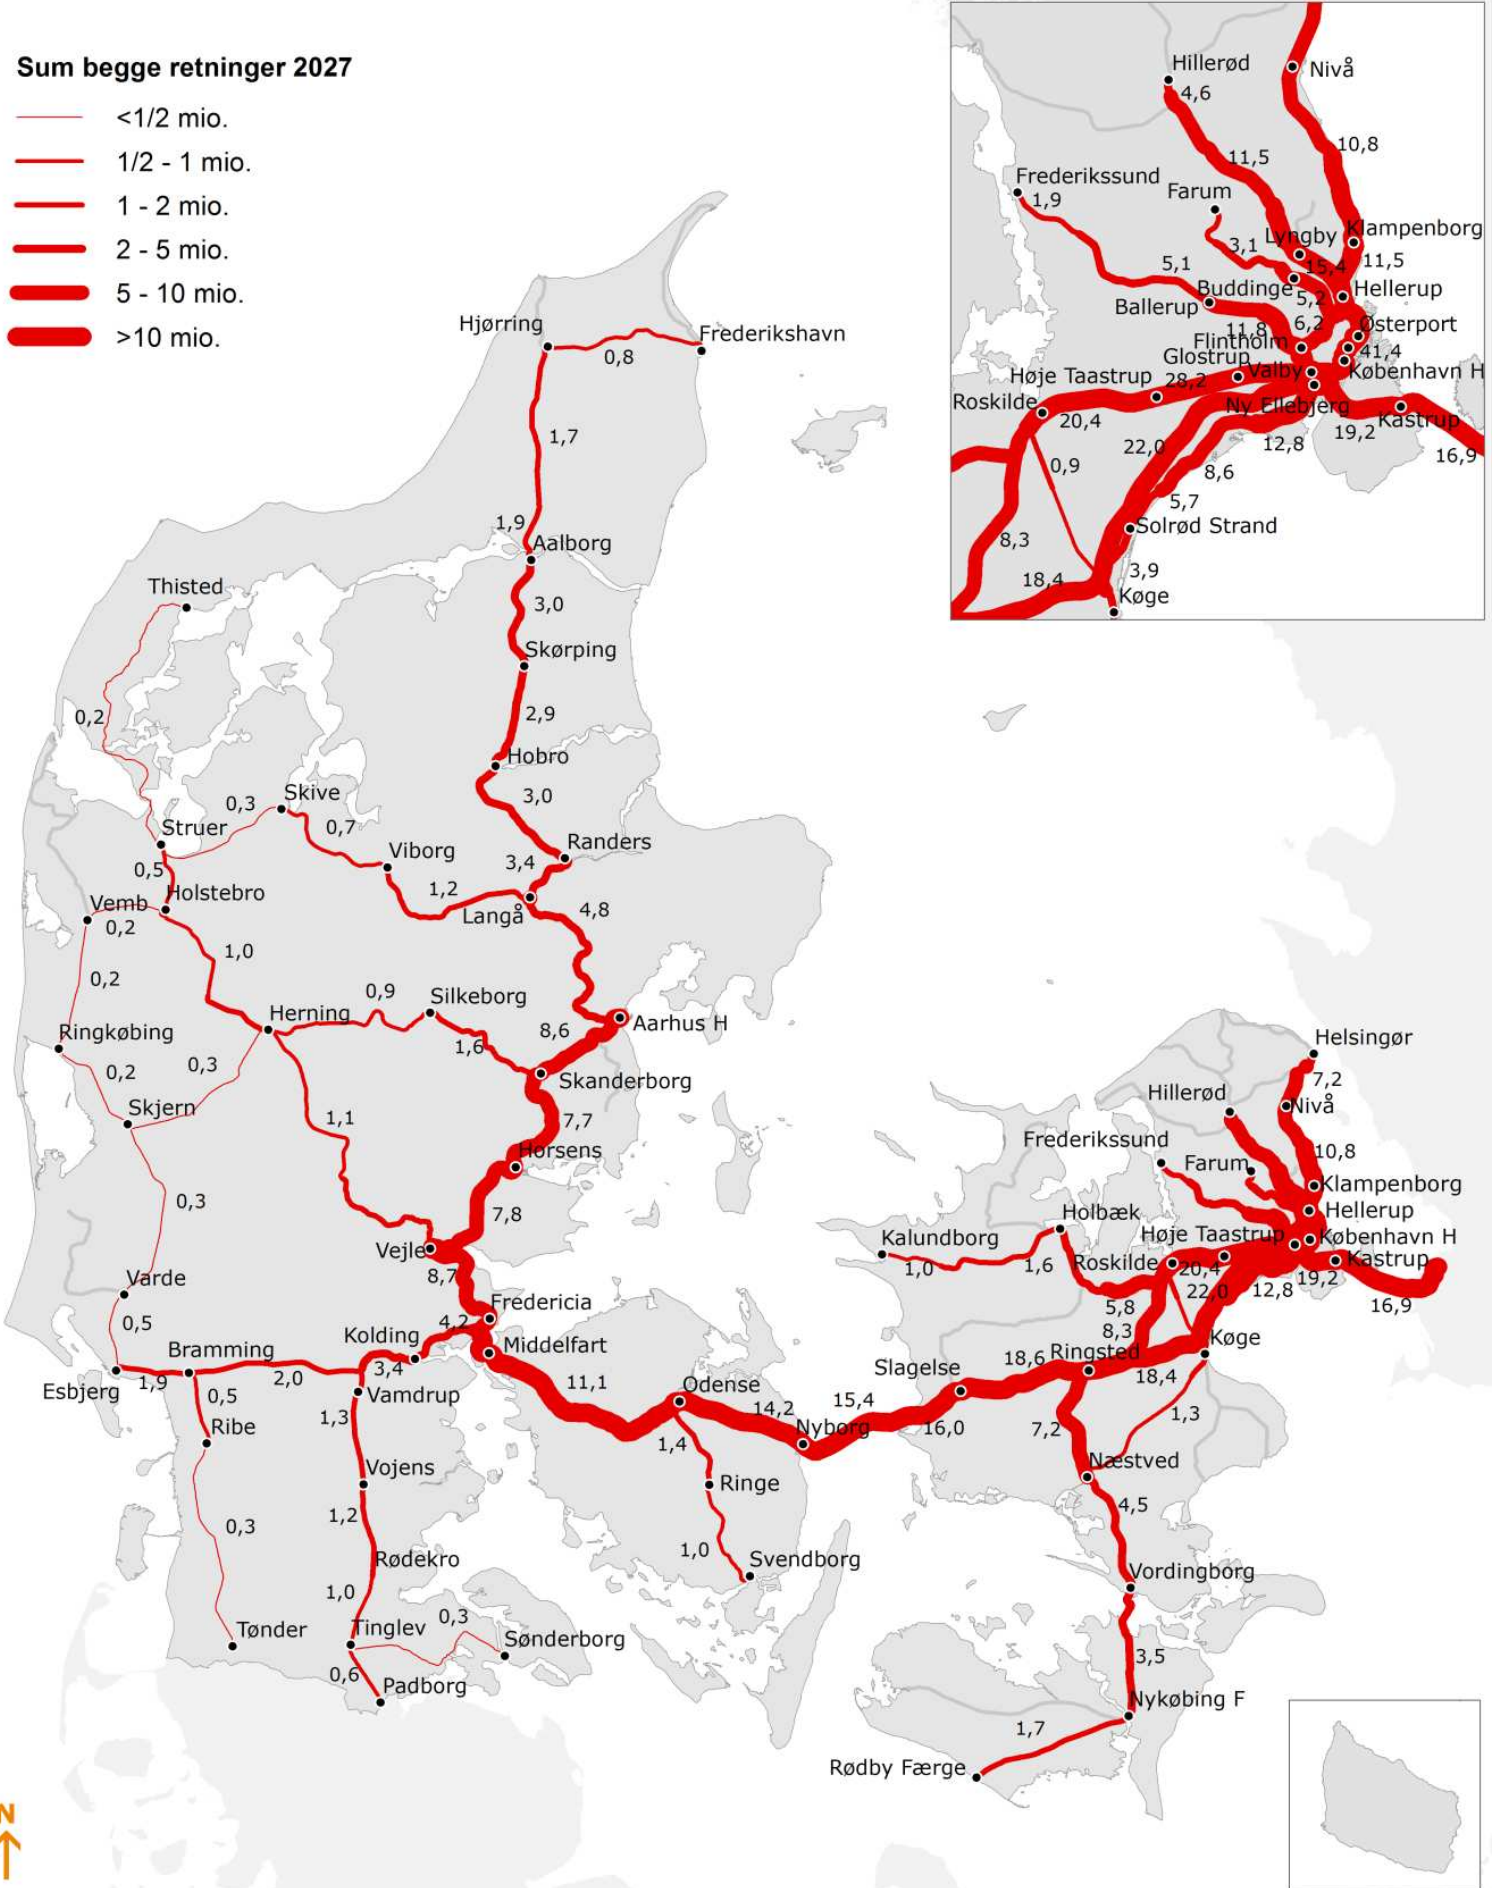 Sum begge retninger 2027
<1/2 mio.
1/2 - 1 mio.
1 - 2 mio.
2 - 5 mio.
5 - 10 mio.
>10 mio.
Hillerød
4,6
Nivå
11,5
10,8
Frederikssund
1,9
Farum
3,1
Lyngby
Klampenborg
15,4
11,5
5,1
Buddinge
5,2
Hellerup
Ballerup
11,8
6,2
Østerport
Flintholm
41,4
Glostrup
Valby
København H
Høje Taastrup
28,2
Roskilde
20,4
Ny Ellebjerg
Kastrup
19,2
16,9
22,0
12,8
0,9
8,6
5,7
Solrød Strand
8,3
18,4
3,9
Køge
Hjørring
Frederikshavn
0,8
1,7
1,9
Aalborg
Thisted
3,0
Skørping
0,2
2,9
Hobro
3,0
Skive
0,3
0,7
Struer
Viborg
Randers
3,4
0,5
1,2
Langå
4,8
Vemb
Holstebro
0,2
1,0
0,2
0,9
Silkeborg
Herning
1,6
8,6
Aarhus H
Ringkøbing
0,2
0,3
Skanderborg
Skjern
1,1
7,7
Horsens
0,3
7,8
Vejle
8,7
Varde
0,5
Fredericia
4,2
Kolding
3,4
Middelfart
Bramming
Esbjerg
1,9
2,0
0,5
Vamdrup
11,1
Odense
14,2
Nyborg
15,4
Ribe
1,3
1,4
Vojens
Ringe
1,2
0,3
Rødekro
1,0
1,0
Svendborg
Tønder
Tinglev
0,3
Sønderborg
0,6
Padborg
Helsingør
7,2
Hillerød
Nivå
Frederikssund
10,8
Farum
Klampenborg
Holbæk
Hellerup
Kalundborg
Høje Taastrup
København H
1,0
1,6
Roskilde
20,4
Kastrup
22,0
12,8
19,2
16,9
5,8
8,3
Køge
Slagelse
18,6
Ringsted
18,4
16,0
7,2
1,3
Næstved
4,5
Vordingborg
3,5
Nykøbing F
1,7
Rødby Færge
N